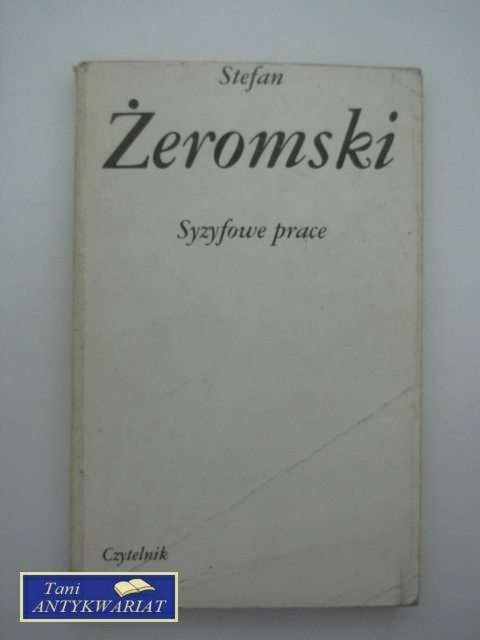 Stefan
Żeromski
Syzyfowe prace
Czytelnik
Tani
ANTYKWARIAT